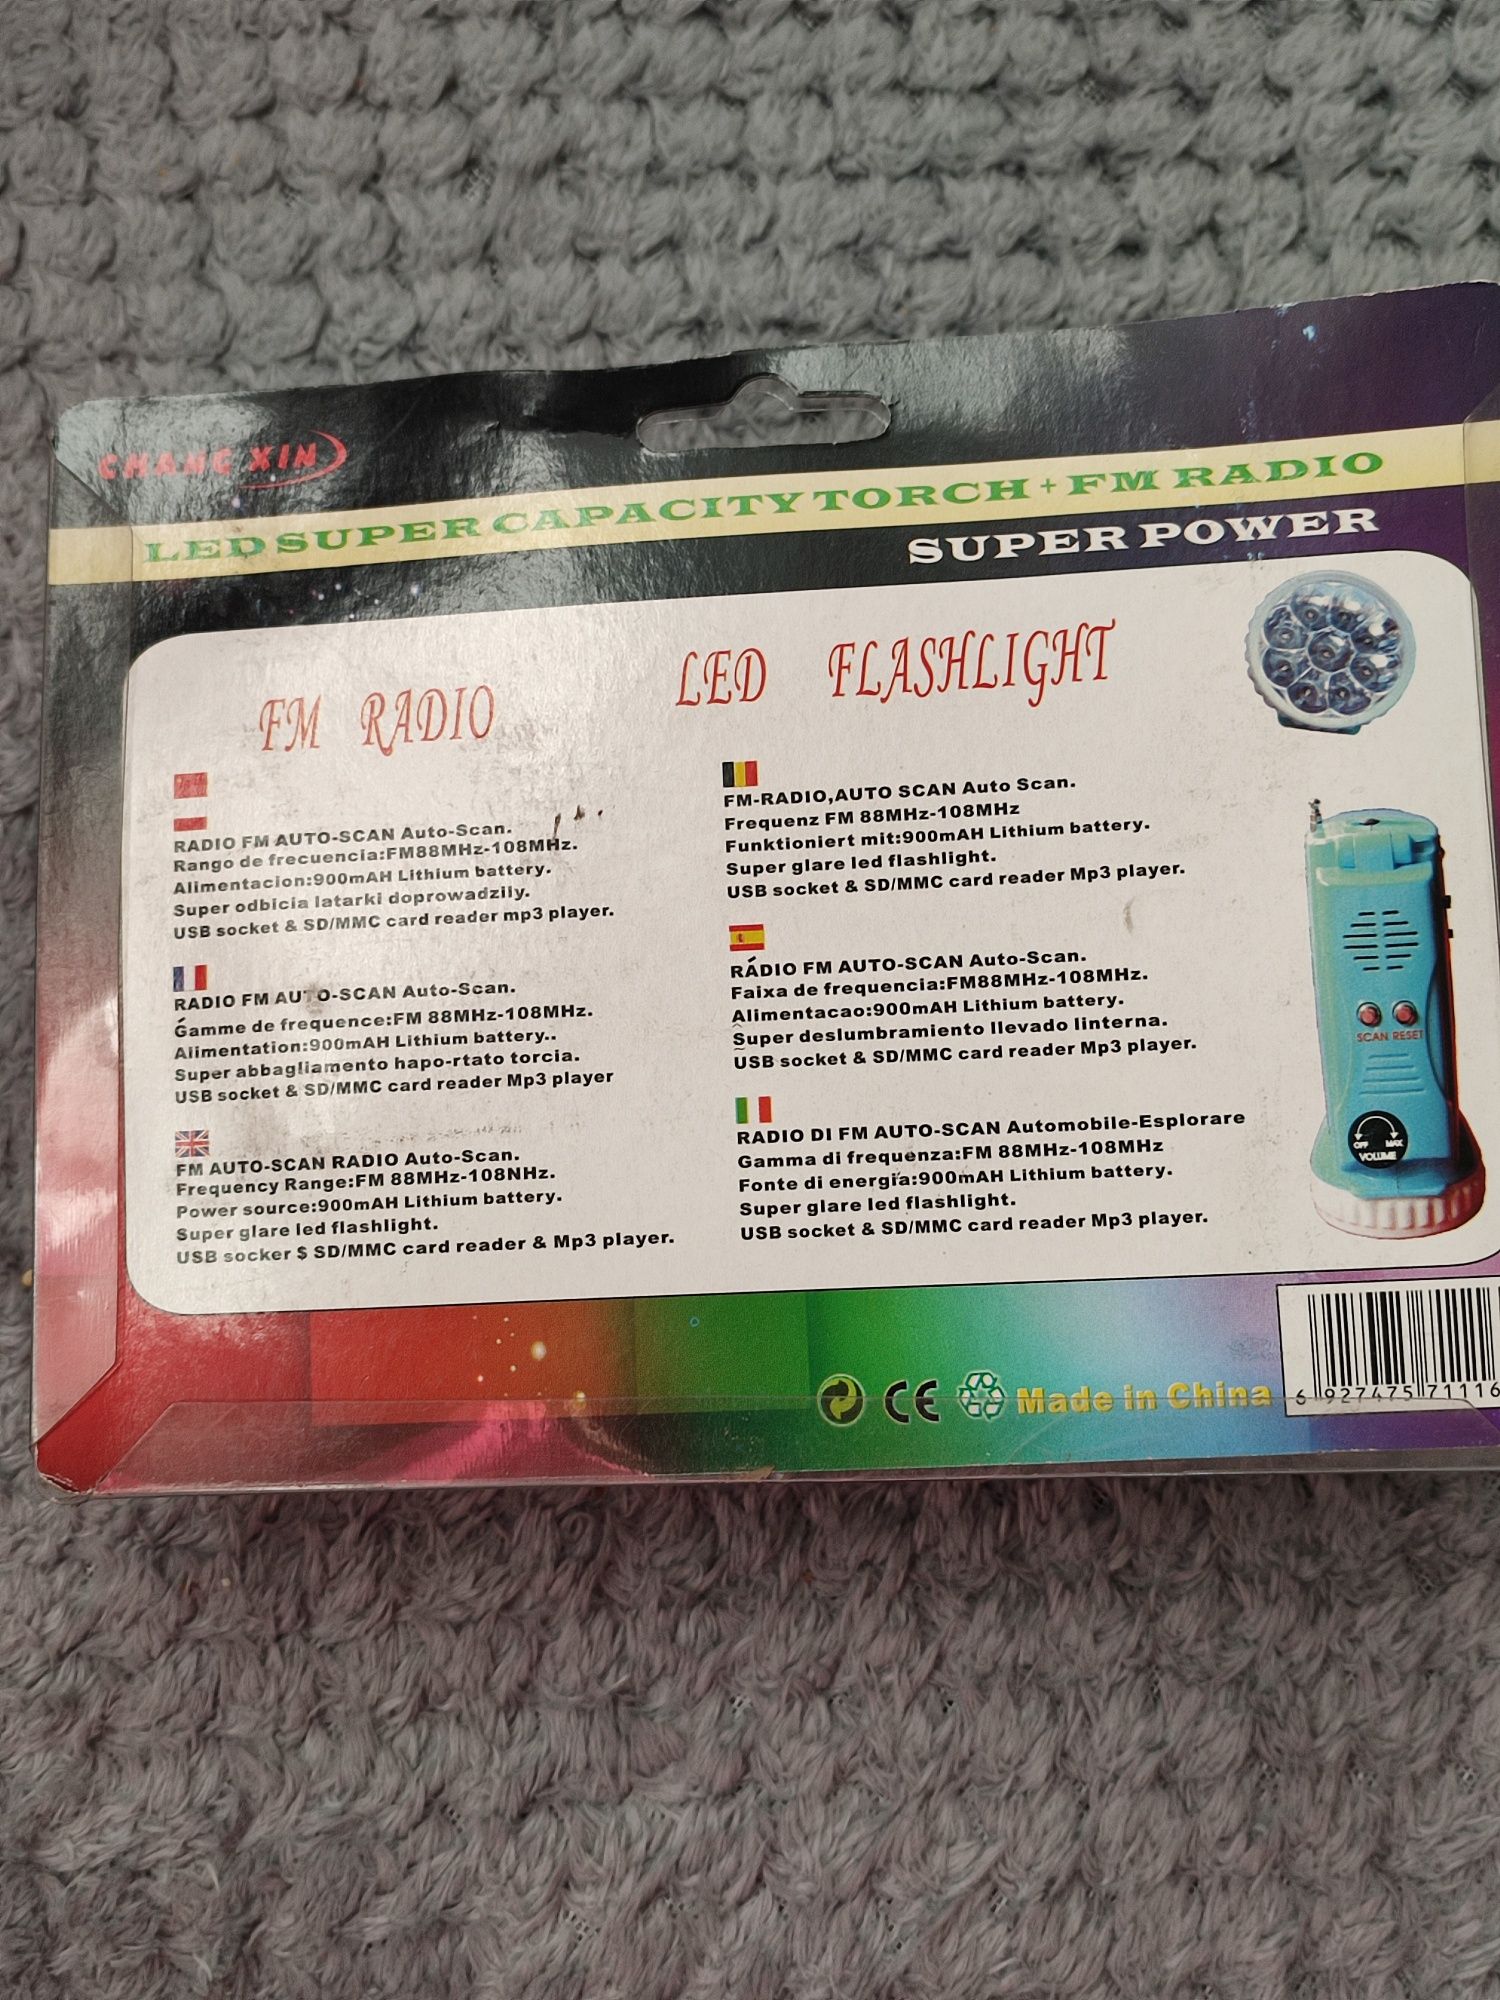 CHANG XIN
LED SUPER CAPACITY TORCH + FM RADIO
SUPER POWER
FM RADIO
LED FLASHLIGHT
RADIO FM AUTO-SCAN Auto-Scan.
Rango de frecuencia:FM88MHz-108MHz.
Alimentacion:900mAH Lithium battery.
Super odbicia latarki doprowadzily.
USB socket & SD/MMC card reader mp3 player.
RADIO FM AUTO-SCAN Auto-Scan.
Gamme de frequence:FM 88MHz-108MHz.
Alimentation:900mAH Lithium battery..
Super abbagliamento hapo-rtato torcia.
USB socket & SD/MMC card reader Mp3 player
FM AUTO-SCAN RADIO Auto-Scan.
Frequency Range:FM 88MHz-108NHz.
Power source:900mAH Lithium battery.
Super glare led flashlight.
USB socker $ SD/MMC card reader & Mp3 player.
FM-RADIO,AUTO SCAN Auto Scan.
Frequenz FM 88MHz-108MHz
Funktioniert mit:900mAH Lithium battery.
Super glare led flashlight.
USB socket & SD/MMC card reader Mp3 player.
RÁDIO FM AUTO-SCAN Auto-Scan.
Faixa de frequencia:FM88MHz-108MHz.
Alimentacao:900mAH Lithium battery.
Super deslumbramiento llevado linterna.
USB socket & SD/MMC card reader Mp3 player.
RADIO DI FM AUTO-SCAN Automobile-Esplorare
Gamma di frequenza:FM 88MHz-108MHz
Fonte di energia:900mAH Lithium battery.
Super glare led flashlight.
USB socket & SD/MMC card reader Mp3 player.
SCAN RESET
OFF MAX
VOLUME
CE Made in China
6 927475 71116